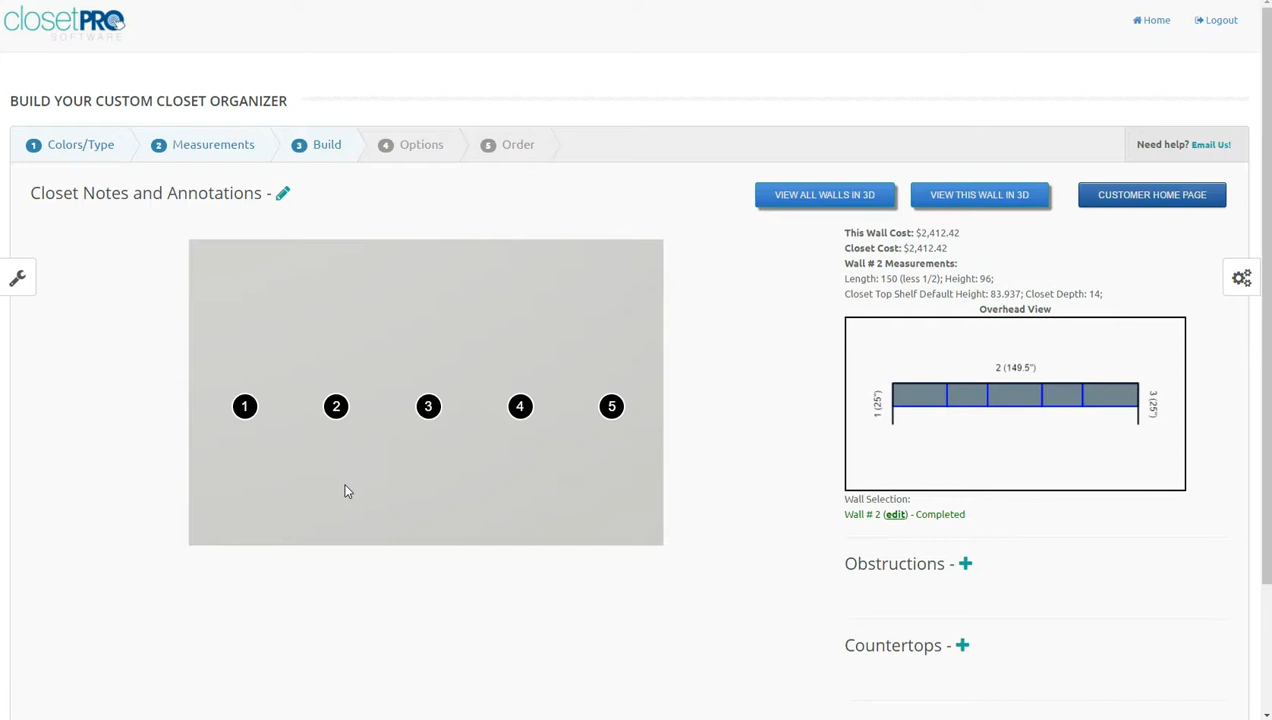 closetPRO
SOFTWARE
Home
Logout
BUILD YOUR CUSTOM CLOSET ORGANIZER
1 Colors/Type
2 Measurements
3 Build
4 Options
5 Order
Need help? Email Us!
Closet Notes and Annotations -
VIEW ALL WALLS IN 3D
VIEW THIS WALL IN 3D
CUSTOMER HOME PAGE
1
2
3
4
5
This Wall Cost: $2,412.42
Closet Cost: $2,412.42
Wall # 2 Measurements:
Length: 150 (less 1/2); Height: 96;
Closet Top Shelf Default Height: 83.937; Closet Depth: 14;
Overhead View
2 (149.5")
1 (25")
3 (25")
Wall Selection:
Wall # 2 (edit) - Completed
Obstructions -
Countertops -